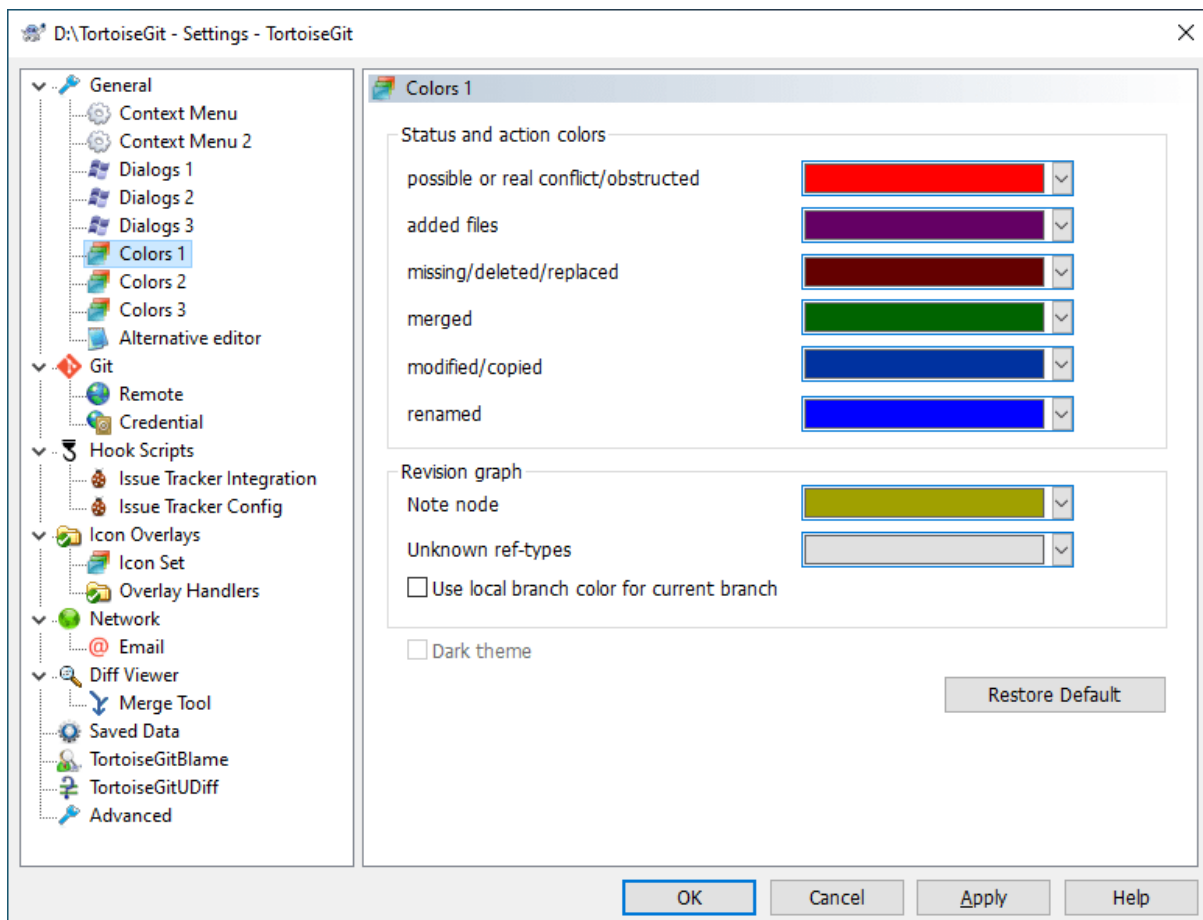 D:\TortoiseGit - Settings - TortoiseGit
General
Context Menu
Context Menu 2
Dialogs 1
Dialogs 2
Dialogs 3
Colors 1
Colors 2
Colors 3
Alternative editor
Git
Remote
Credential
Hook Scripts
Issue Tracker Integration
Issue Tracker Config
Icon Overlays
Icon Set
Overlay Handlers
Network
Email
Diff Viewer
Merge Tool
Saved Data
TortoiseGitBlame
TortoiseGitUDiff
Advanced
Colors 1
Status and action colors
possible or real conflict/obstructed
added files
missing/deleted/replaced
merged
modified/copied
renamed
Revision graph
Note node
Unknown ref-types
Use local branch color for current branch
Dark theme
Restore Default
OK
Cancel
Apply
Help